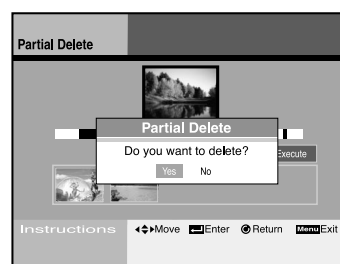 Partial Delete
Partial Delete
Do you want to delete?
Yes No
Execute
Instructions Move Enter Return Menu Exit